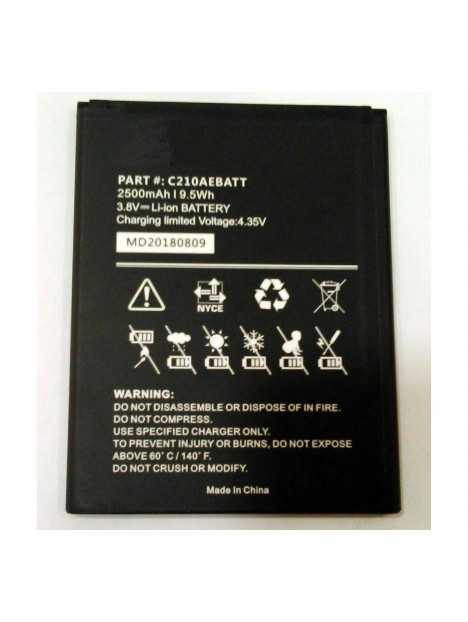 PART #: C210AEBATT
2500mAh I 9.5Wh
3.8V⎓ Li-ion BATTERY
Charging limited Voltage:4.35V
MD20180809
NYCE
WARNING:
DO NOT DISASSEMBLE OR DISPOSE OF IN FIRE.
DO NOT COMPRESS.
USE SPECIFIED CHARGER ONLY.
TO PREVENT INJURY OR BURNS, DO NOT EXPOSE
ABOVE 60°C / 140°F.
DO NOT CRUSH OR MODIFY.
Made In China